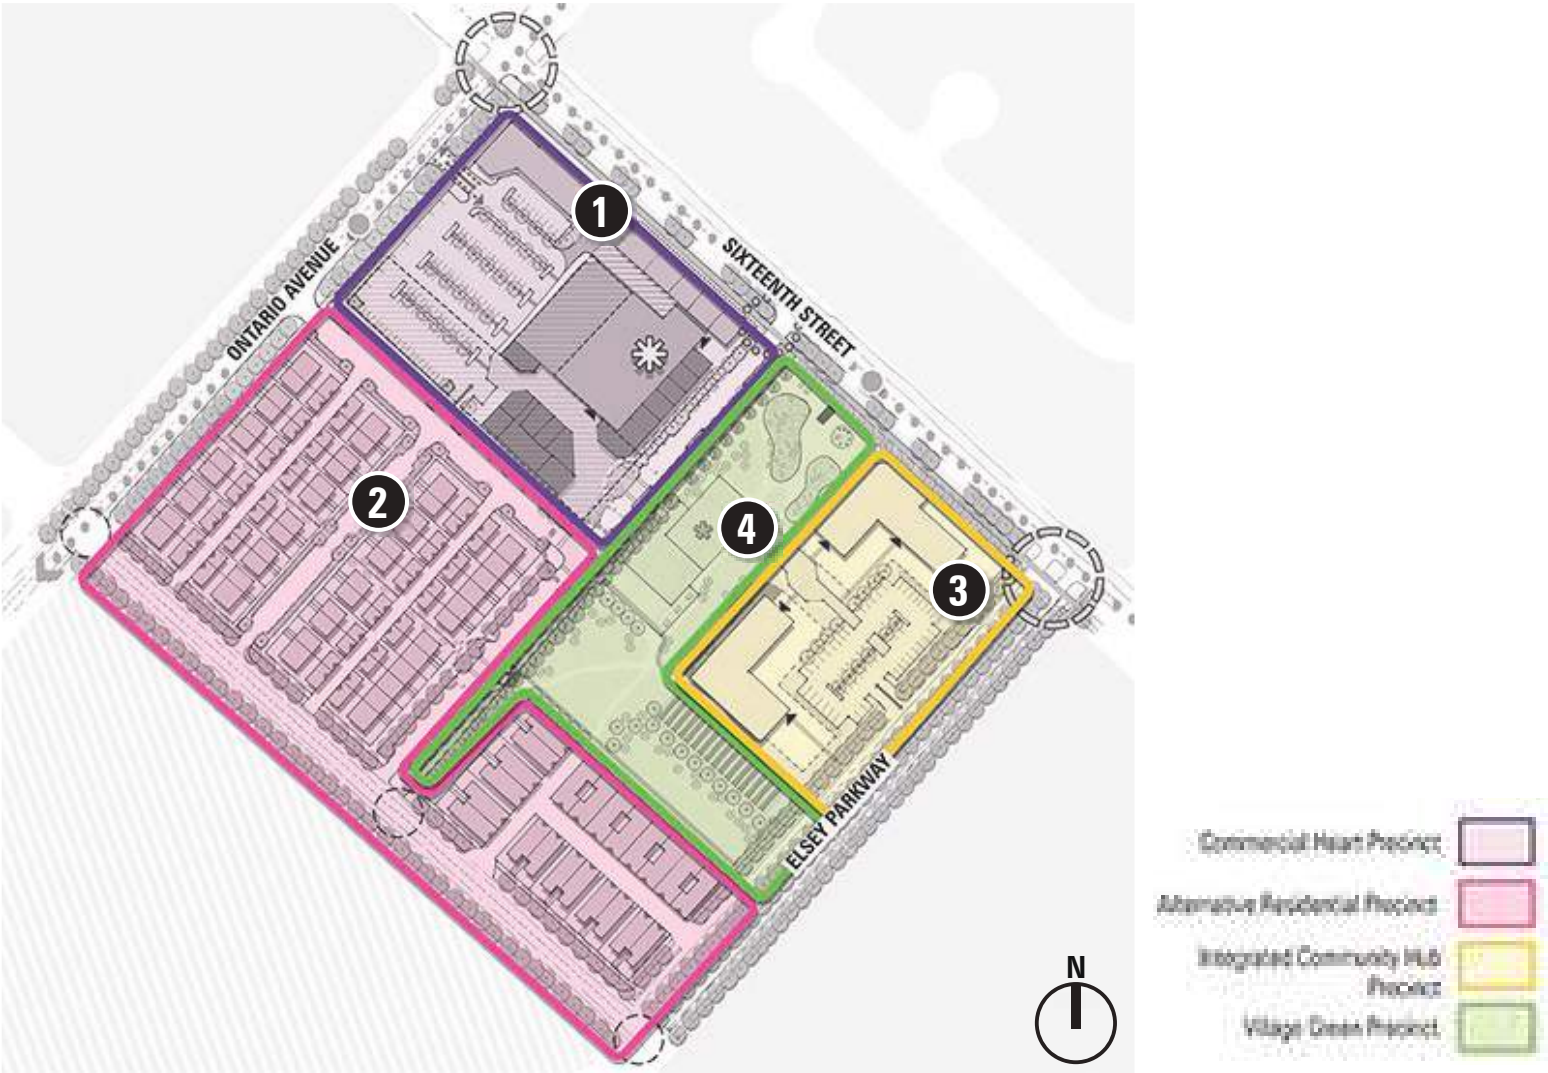 1
SIXTEENTH STREET
ONTARIO AVENUE
2
4
3
ELSEY PARKWAY
N
Commercial Heart Precinct
Alternative Residential Precinct
Integrated Community Hub
Precinct
Village Green Precinct